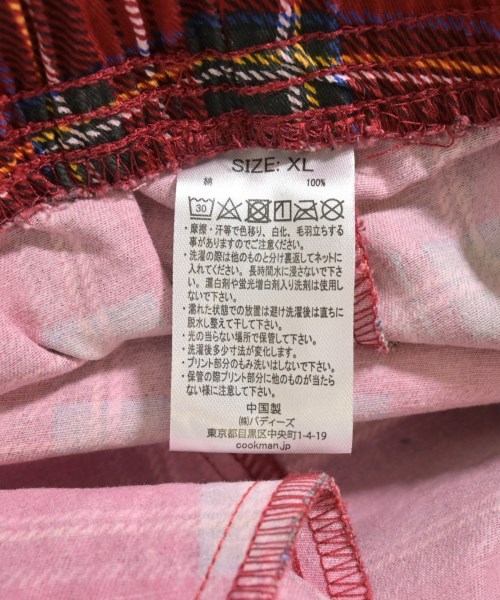 SIZE: XL
綿 100%
30
・摩擦・汗等で色移り、白化、毛羽立ちする
事がありますのでご注意ください。
・洗濯の際は他のものと分け裏返してネットに
入れてください。長時間水に浸さないで下さ
い。漂白剤や蛍光増白剤入り洗剤は使用し
ないで下さい。
・濡れた状態での放置は避け洗濯後は直ちに
脱水し整えて干して下さい。
・光の当らない場所で保管して下さい。
・洗濯後多少寸法が変化します。
・プリント部分のもみ洗いはしないで下さい。
・保管の際プリント部分に他のものが当たら
ない様に注意して下さい。
中国製
㈱バディーズ
東京都目黒区中央町1-4-19
cookman.jp